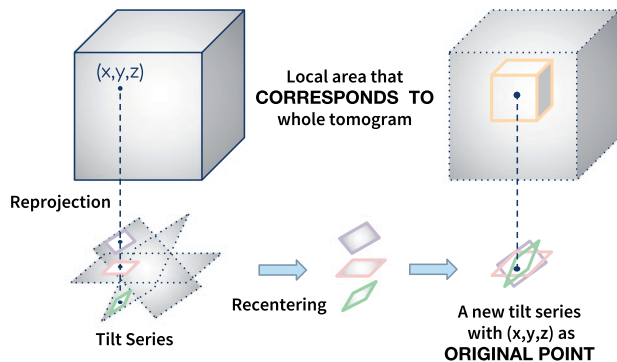 (x,y,z)
Local area that
CORRESPONDS TO
whole tomogram
Reprojection
Recentering
Tilt Series
A new tilt series
with (x,y,z) as
ORIGINAL POINT